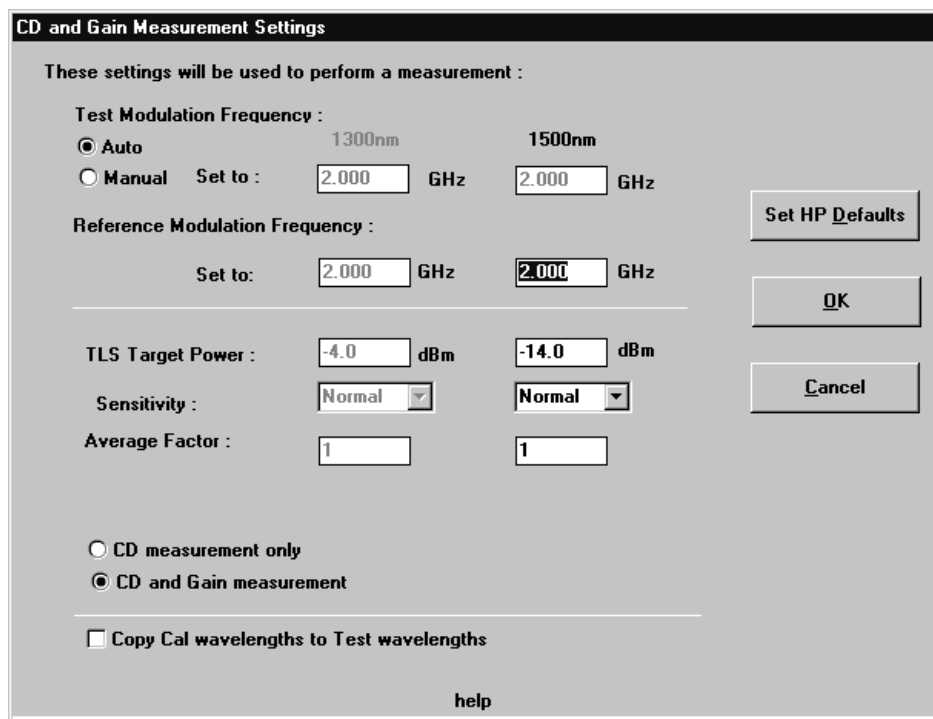 CD and Gain Measurement Settings
These settings will be used to perform a measurement :
Test Modulation Frequency :
Auto 1300nm 1500nm
Manual Set to : 2.000 GHz 2.000 GHz
Set HP Defaults
Reference Modulation Frequency :
Set to: 2.000 GHz 2.000 GHz
OK
TLS Target Power : -4.0 dBm -14.0 dBm
Sensitivity : Normal Normal
Cancel
Average Factor : 1 1
CD measurement only
CD and Gain measurement
Copy Cal wavelengths to Test wavelengths
help